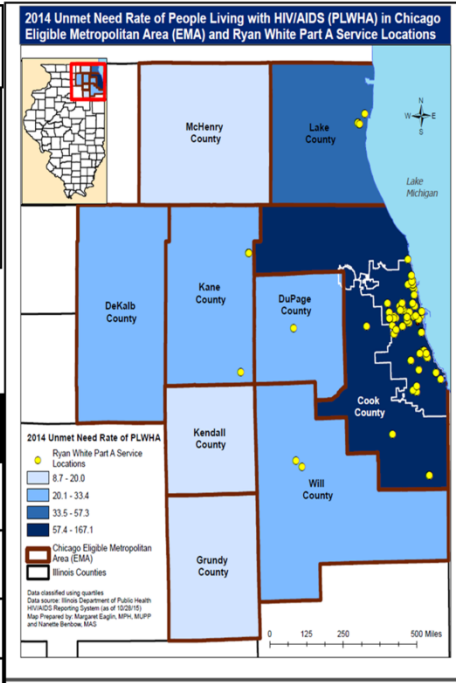 2014 Unmet Need Rate of People Living with HIV/AIDS (PLWHA) in Chicago
Eligible Metropolitan Area (EMA) and Ryan White Part A Service Locations
N
W
E
S
McHenry
County
Lake
County
Lake
Michigan
DeKalb
County
Kane
County
DuPage
County
Cook
County
Kendall
County
Will
County
Grundy
County
2014 Unmet Need Rate of PLWHA
Ryan White Part A Service
Locations
8.7 - 20.0
20.1 - 33.4
33.5 - 57.3
57.4 - 167.1
Chicago Eligible Metropolitan
Area (EMA)
Illinois Counties
Data classified using quartiles
Data source: Illinois Department of Public Health
HIV/AIDS Reporting System (as of 10/28/15)
Map Prepared by: Margaret Eaglin, MPH, MUPP
and Nanette Benbow, MAS
0 125 250 500 Miles